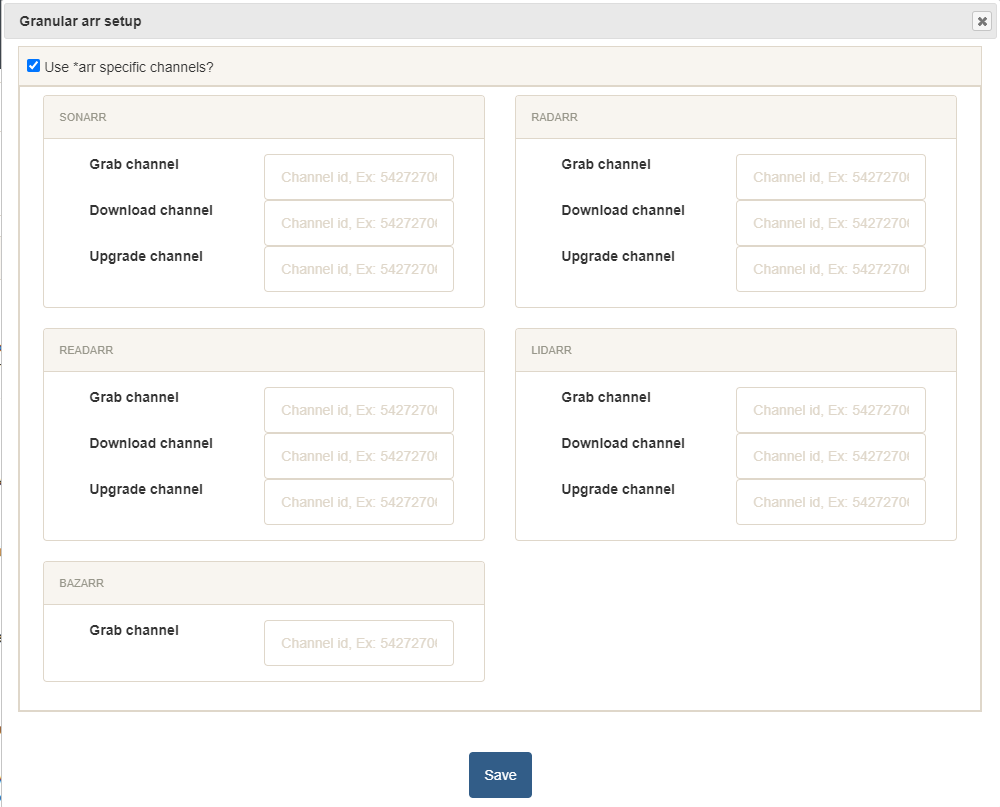 Granular arr setup
Use *arr specific channels?
SONARR
Grab channel
Channel id, Ex: 5427270
Download channel
Channel id, Ex: 5427270
Upgrade channel
Channel id, Ex: 5427270
RADARR
Grab channel
Channel id, Ex: 5427270
Download channel
Channel id, Ex: 5427270
Upgrade channel
Channel id, Ex: 5427270
READARR
Grab channel
Channel id, Ex: 5427270
Download channel
Channel id, Ex: 5427270
Upgrade channel
Channel id, Ex: 5427270
LIDARR
Grab channel
Channel id, Ex: 5427270
Download channel
Channel id, Ex: 5427270
Upgrade channel
Channel id, Ex: 5427270
BAZARR
Grab channel
Channel id, Ex: 5427270
Save